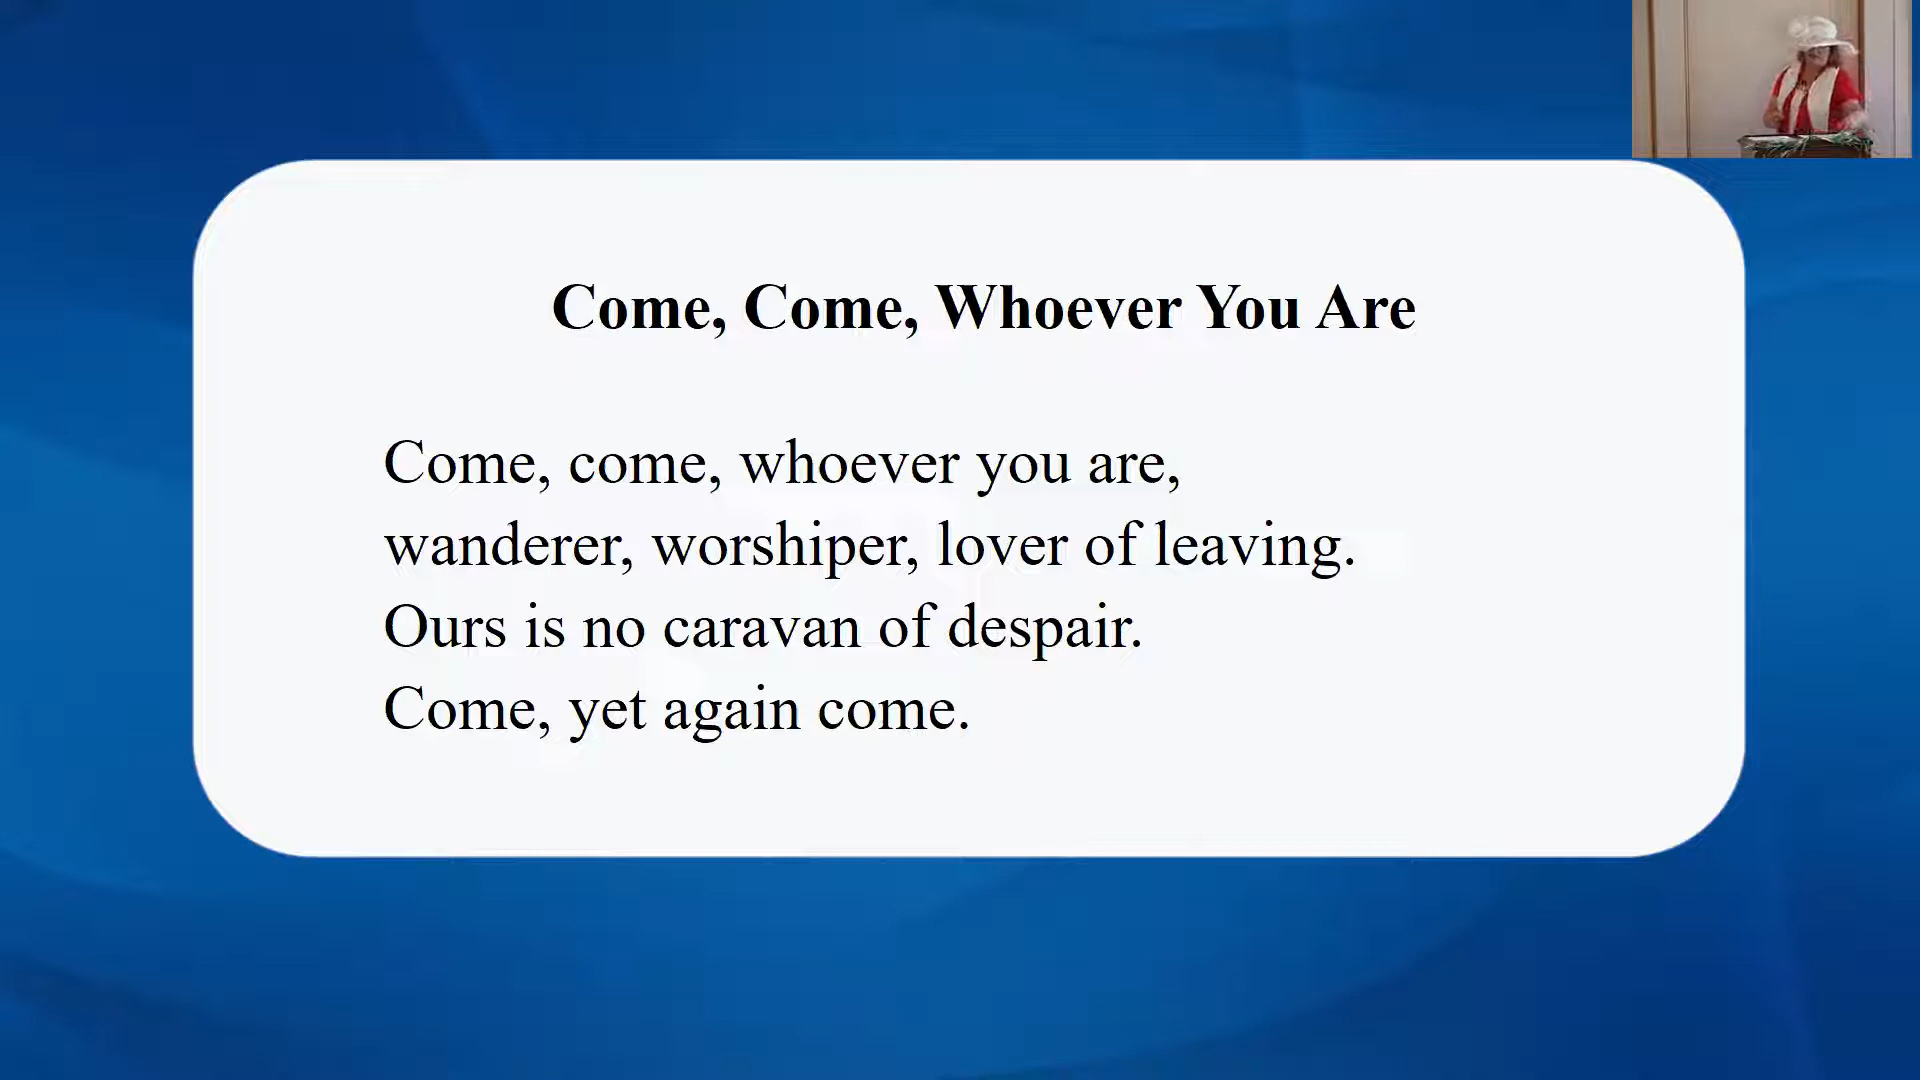 Come, Come, Whoever You Are
Come, come, whoever you are,
wanderer, worshiper, lover of leaving.
Ours is no caravan of despair.
Come, yet again come.